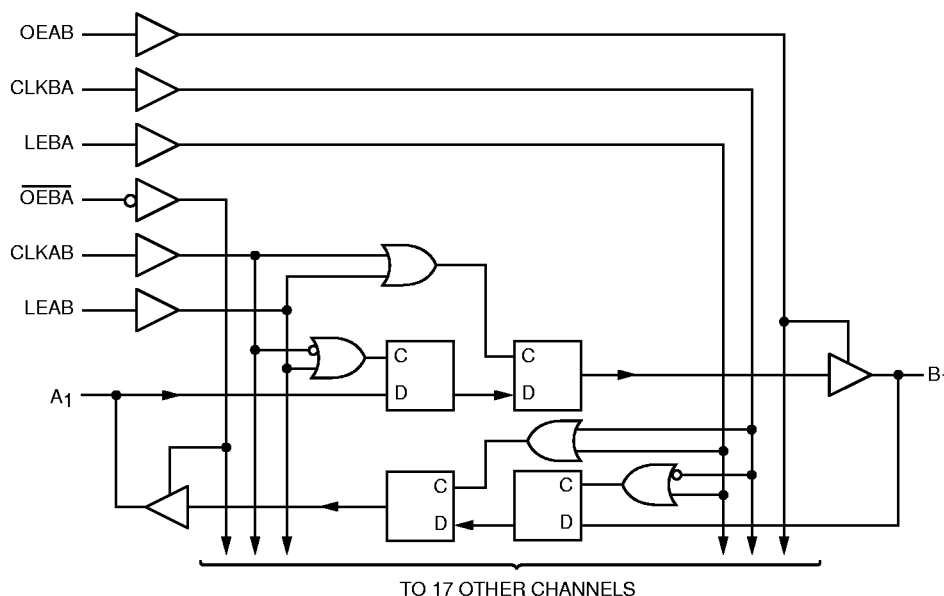 OEAB
CLKBA
LEBA
OEBA
CLKAB
LEAB
C
D
C
D
A1
C
D
C
D
TO 17 OTHER CHANNELS